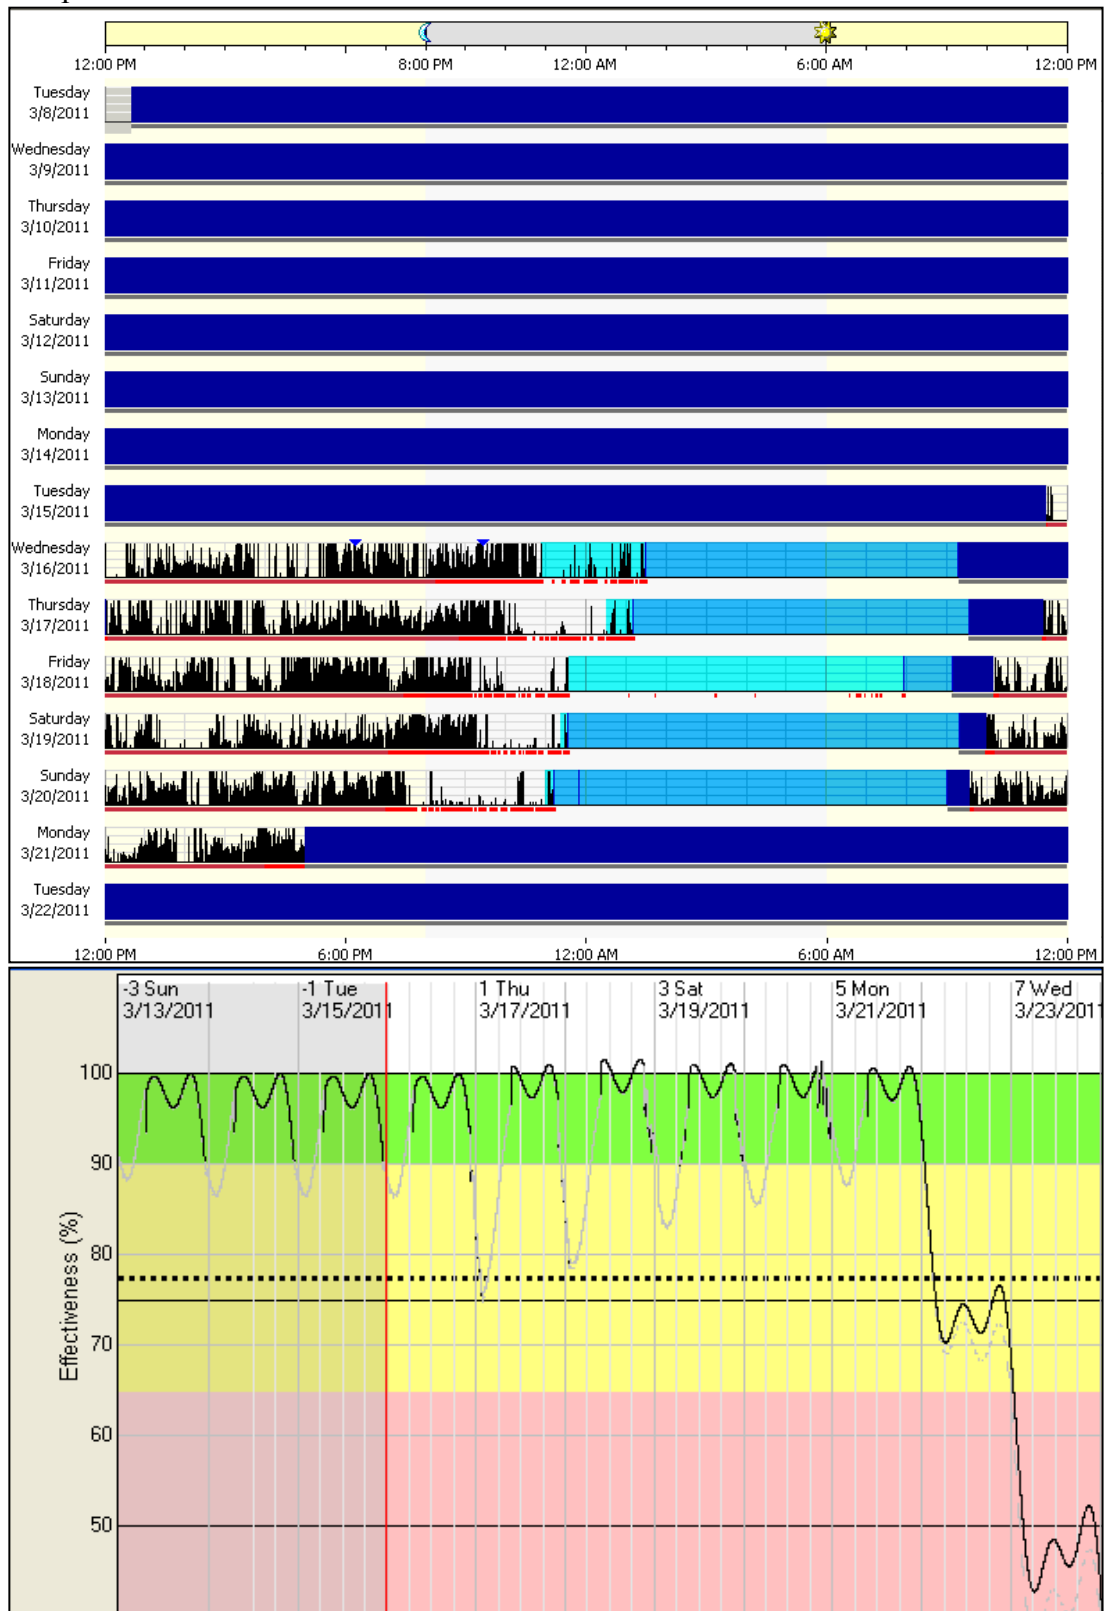 12:00 PM 8:00 PM 12:00 AM 6:00 AM 12:00 PM
Tuesday
3/8/2011
Wednesday
3/9/2011
Thursday
3/10/2011
Friday
3/11/2011
Saturday
3/12/2011
Sunday
3/13/2011
Monday
3/14/2011
Tuesday
3/15/2011
Wednesday
3/16/2011
Thursday
3/17/2011
Friday
3/18/2011
Saturday
3/19/2011
Sunday
3/20/2011
Monday
3/21/2011
Tuesday
3/22/2011
12:00 PM 6:00 PM 12:00 AM 6:00 AM 12:00 PM
-3 Sun -1 Tue 1 Thu 3 Sat 5 Mon 7 Wed
3/13/2011 3/15/2011 3/17/2011 3/19/2011 3/21/2011 3/23/2011
100
90
80
70
60
50
Effectiveness (%)